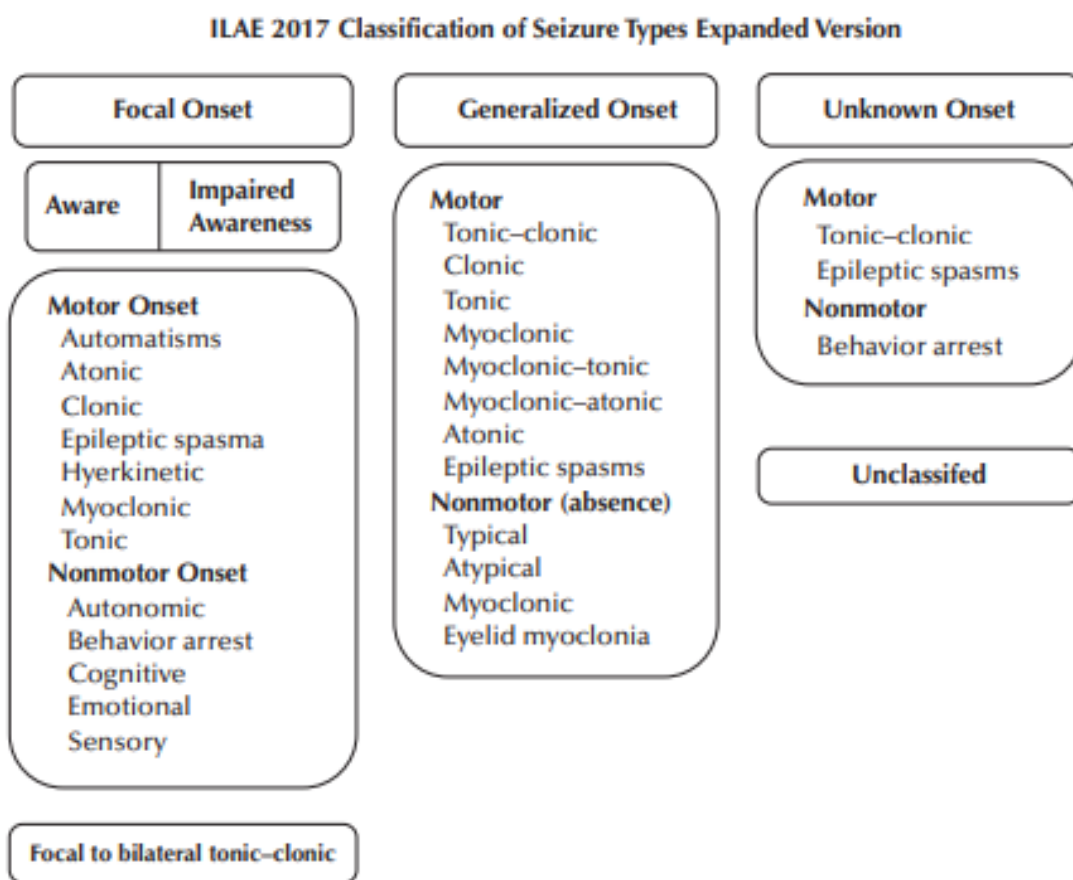 ILAE 2017 Classification of Seizure Types Expanded Version
Focal Onset
Aware
Impaired
Awareness
Motor Onset
Automatisms
Atonic
Clonic
Epileptic spasma
Hyerkinetic
Myoclonic
Tonic
Nonmotor Onset
Autonomic
Behavior arrest
Cognitive
Emotional
Sensory
Focal to bilateral tonic–clonic
Generalized Onset
Motor
Tonic–clonic
Clonic
Tonic
Myoclonic
Myoclonic–tonic
Myoclonic–atonic
Atonic
Epileptic spasms
Nonmotor (absence)
Typical
Atypical
Myoclonic
Eyelid myoclonia
Unknown Onset
Motor
Tonic–clonic
Epileptic spasms
Nonmotor
Behavior arrest
Unclassifed